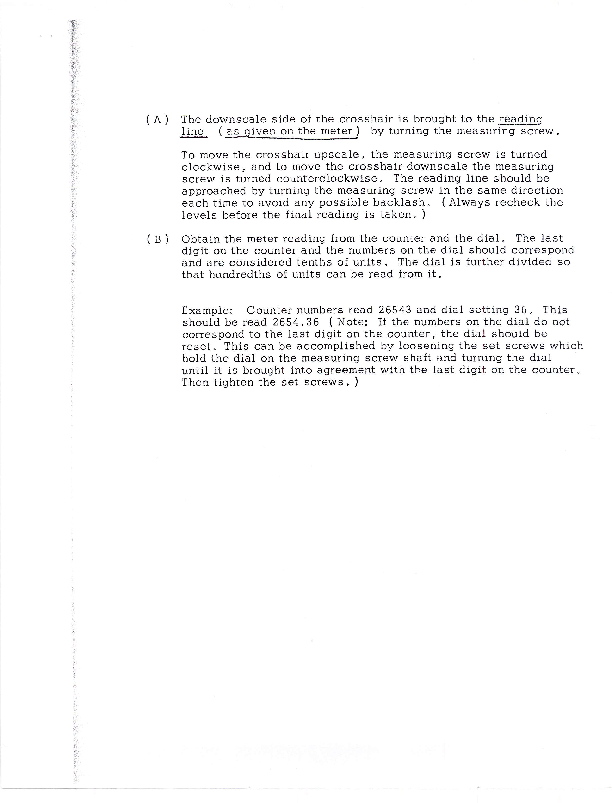 (A) The downscale side of the crosshair is brought to the reading
line (as given on the meter) by turning the measuring screw.
To move the crosshair upscale, the measuring screw is turned
clockwise, and to move the crosshair downscale the measuring
screw is turned counterclockwise. The reading line should be
approached by turning the measuring screw in the same direction
each time to avoid any possible backlash. (Always recheck the
levels before the final reading is taken.)
(B) Obtain the meter reading from the counter and the dial. The last
digit on the counter and the numbers on the dial should correspond
and are considered tenths of units. The dial is further divided so
that hundredths of units can be read from it.
Example: Counter numbers read 26543 and dial setting 36. This
should be read 2654.36 (Note: If the numbers on the dial do not
correspond to the last digit on the counter, the dial should be
reset. This can be accomplished by loosening the set screws which
hold the dial on the measuring screw shaft and turning the dial
until it is brought into agreement with the last digit on the counter.
Then tighten the set screws.)